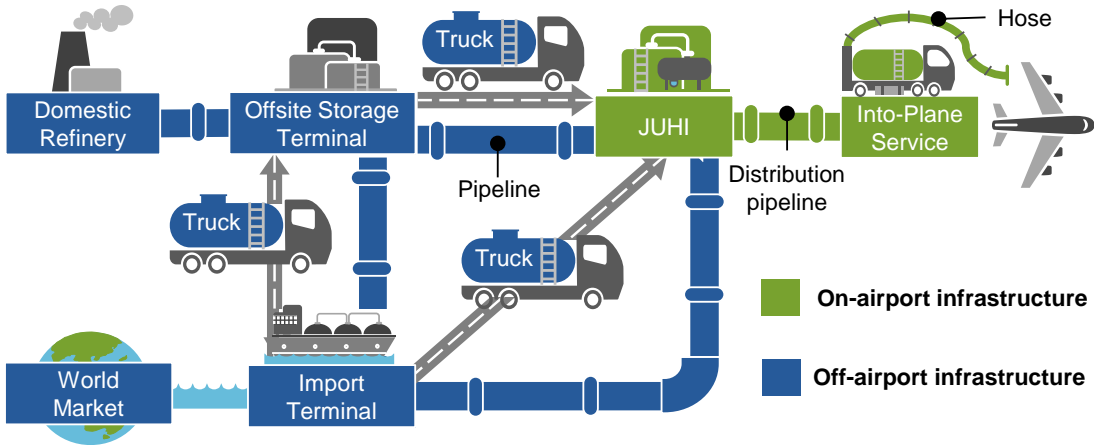 Hose
Truck
Domestic
Refinery
Offsite Storage
Terminal
JUHI
Into-Plane
Service
Pipeline
Distribution
pipeline
Truck
Truck
On-airport infrastructure
World
Market
Import
Terminal
Off-airport infrastructure